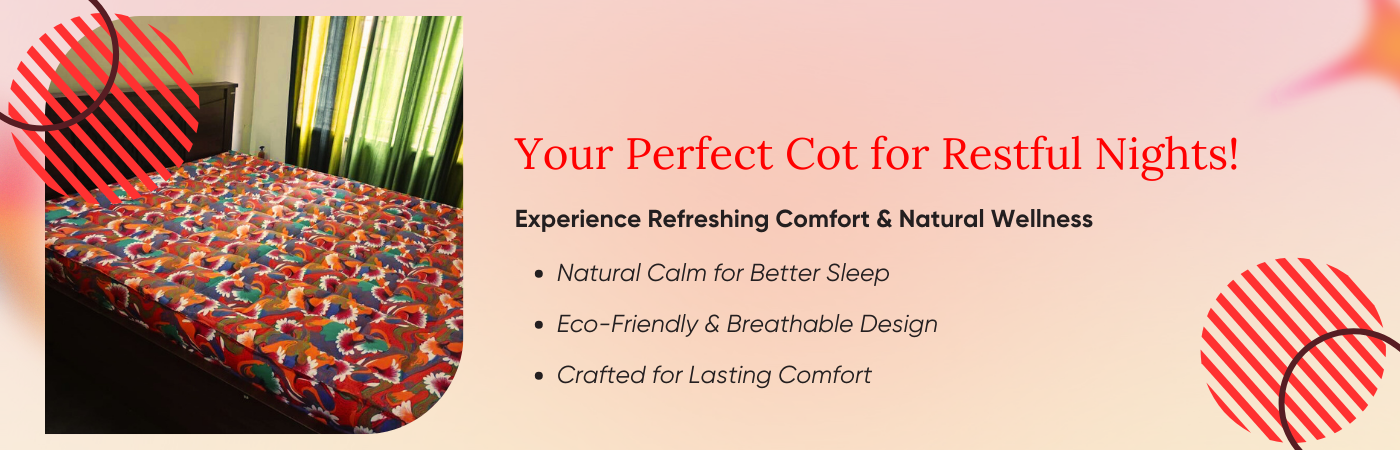 Your Perfect Cot for Restful Nights!
Experience Refreshing Comfort & Natural Wellness
• Natural Calm for Better Sleep
• Eco-Friendly & Breathable Design
• Crafted for Lasting Comfort